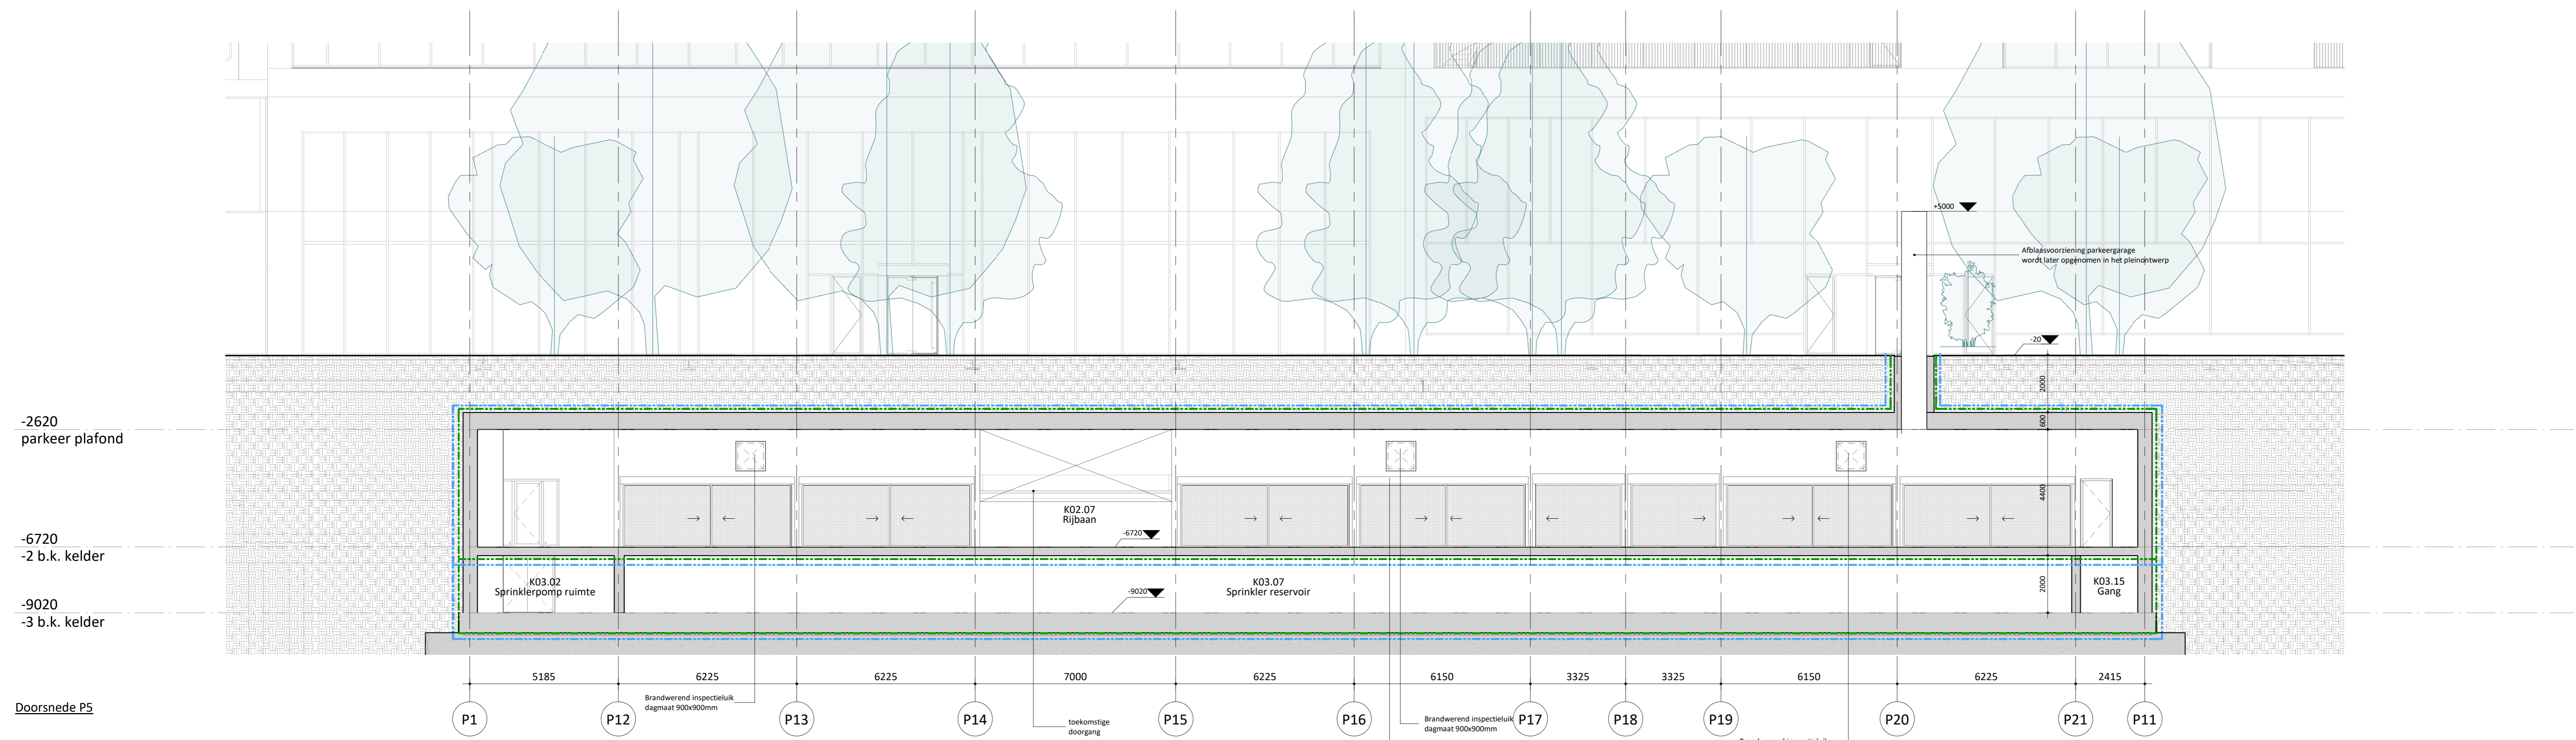 +5000
Afblaasvoorziening parkeergarage
wordt later opgenomen in het pleinontwerp
-20
2000
-2620
parkeer plafond
600
4400
K02.07
Rijbaan
-6720
-6720
-2 b.k. kelder
K03.02
Sprinklerpomp ruimte
K03.07
Sprinkler reservoir
K03.15
Gang
2000
-9020
-9020
-3 b.k. kelder
5185
6225
6225
7000
6225
6150
3325
3325
6150
6225
2415
Doorsnede P5
Brandwerend inspectieluik
dagmaat 900x900mm
toekomstige
doorgang
Brandwerend inspectieluik
dagmaat 900x900mm
P1
P12
P13
P14
P15
P16
P17
P18
P19
P20
P21
P11